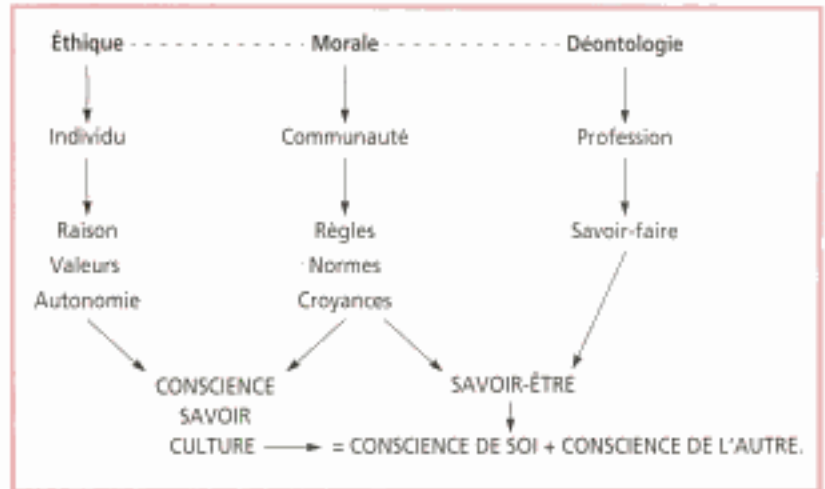 Éthique Morale Déontologie
Individu Communauté Profession
Raison Règles Savoir-faire
Valeurs Normes
Autonomie Croyances
CONSCIENCE SAVOIR-ÊTRE
SAVOIR
CULTURE = CONSCIENCE DE SOI + CONSCIENCE DE L'AUTRE.